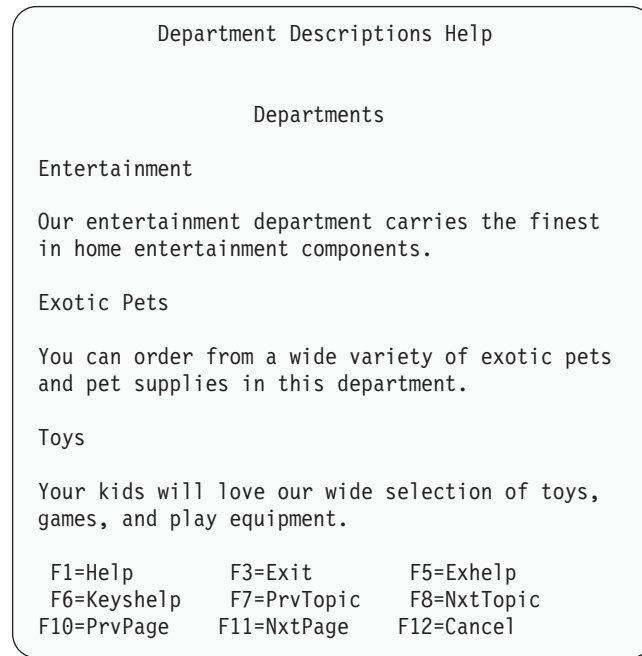 Department Descriptions Help
Departments
Entertainment
Our entertainment department carries the finest
in home entertainment components.
Exotic Pets
You can order from a wide variety of exotic pets
and pet supplies in this department.
Toys
Your kids will love our wide selection of toys,
games, and play equipment.
F1=Help F3=Exit F5=Exhelp
F6=Keyshelp F7=PrvTopic F8=NxtTopic
F10=PrvPage F11=NxtPage F12=Cancel